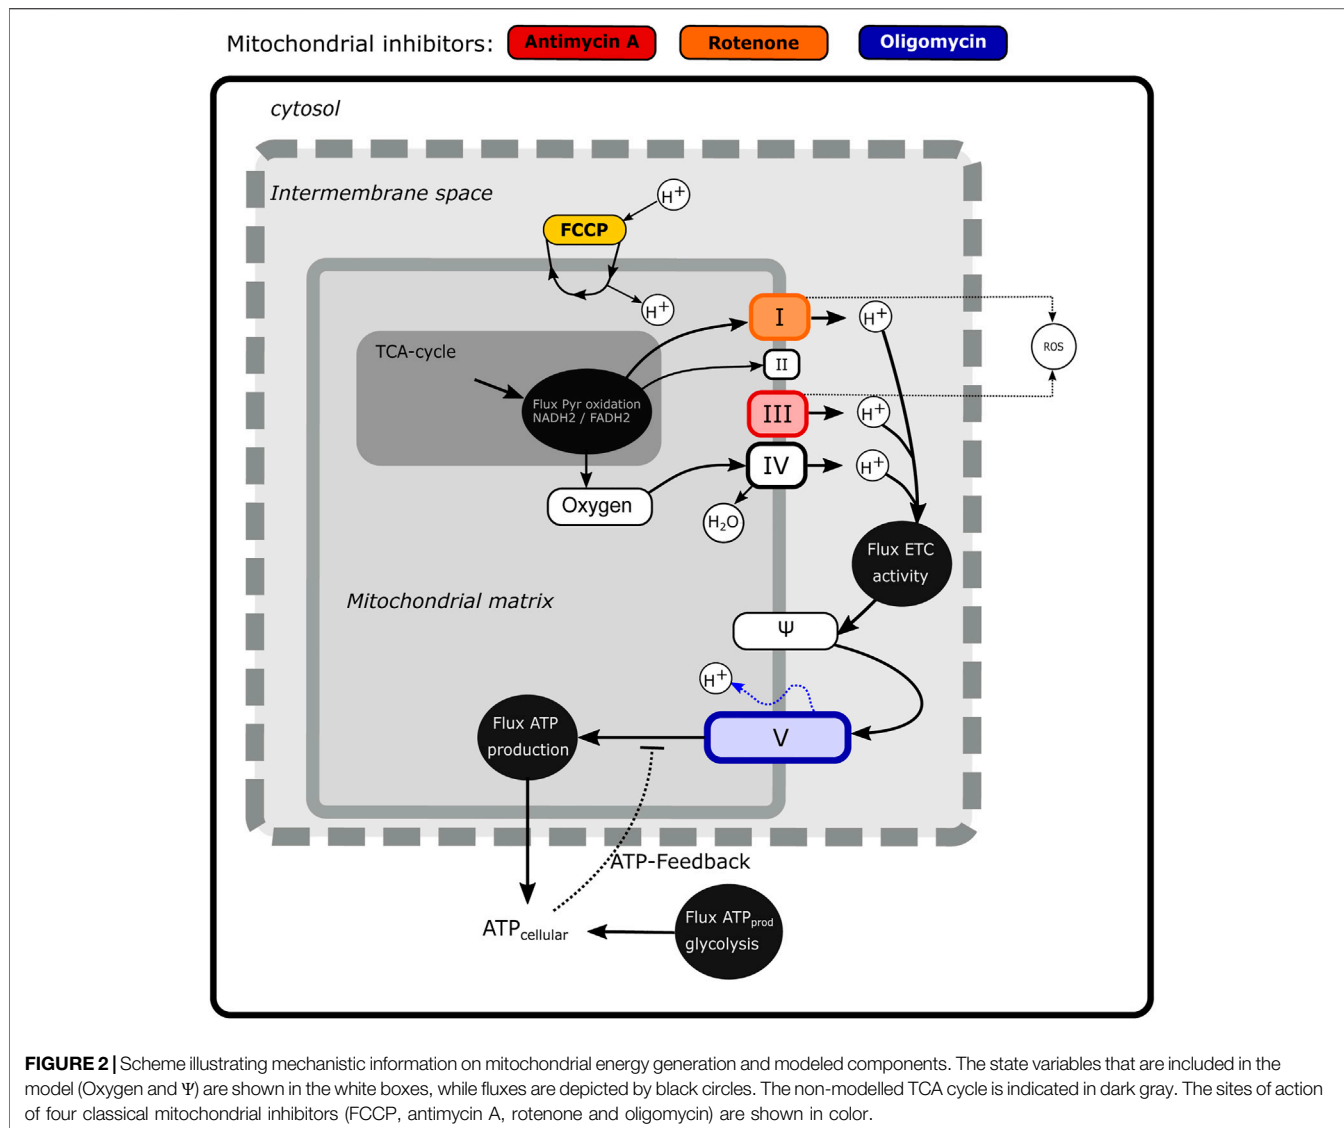 Mitochondrial inhibitors: Antimycin A Rotenone Oligomycin
cytosol
Intermembrane space
H+
FCCP
H+
I
H+
TCA-cycle
II
ROS
Flux Pyr oxidation
NADH2 / FADH2
III
H+
IV
H+
Oxygen
H2O
Flux ETC
activity
Mitochondrial matrix
Ψ
H+
Flux ATP
production
V
ATP-Feedback
ATPcellular
Flux ATPprod
glycolysis
FIGURE 2 | Scheme illustrating mechanistic information on mitochondrial energy generation and modeled components. The state variables that are included in the
model (Oxygen and Ψ) are shown in the white boxes, while fluxes are depicted by black circles. The non-modelled TCA cycle is indicated in dark gray. The sites of action
of four classical mitochondrial inhibitors (FCCP, antimycin A, rotenone and oligomycin) are shown in color.